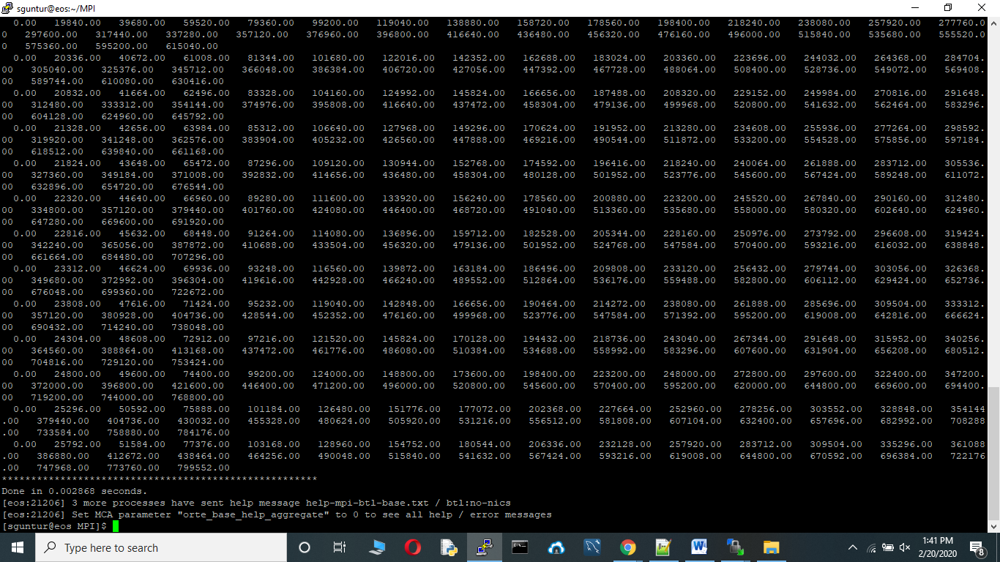 sguntur@eos:~/MPI
0.00 19840.00 39680.00 59520.00 79360.00 99200.00 119040.00 138880.00 158720.00 178560.00 198400.00 218240.00 238080.00 257920.00 277760.0
0 297600.00 317440.00 337280.00 357120.00 376960.00 396800.00 416640.00 436480.00 456320.00 476160.00 496000.00 515840.00 535680.00 555520.0
0 575360.00 595200.00 615040.00
0.00 20336.00 40672.00 61008.00 81344.00 101680.00 122016.00 142352.00 162688.00 183024.00 203360.00 223696.00 244032.00 264368.00 284704.
00 305040.00 325376.00 345712.00 366048.00 386384.00 406720.00 427056.00 447392.00 467728.00 488064.00 508400.00 528736.00 549072.00 569408.
00 589744.00 610080.00 630416.00
0.00 20832.00 41664.00 62496.00 83328.00 104160.00 124992.00 145824.00 166656.00 187488.00 208320.00 229152.00 249984.00 270816.00 291648.
00 312480.00 333312.00 354144.00 374976.00 395808.00 416640.00 437472.00 458304.00 479136.00 499968.00 520800.00 541632.00 562464.00 583296.
00 604128.00 624960.00 645792.00
0.00 21328.00 42656.00 63984.00 85312.00 106640.00 127968.00 149296.00 170624.00 191952.00 213280.00 234608.00 255936.00 277264.00 298592.
00 319920.00 341248.00 362576.00 383904.00 405232.00 426560.00 447888.00 469216.00 490544.00 511872.00 533200.00 554528.00 575856.00 597184.
00 618512.00 639840.00 661168.00
0.00 21824.00 43648.00 65472.00 87296.00 109120.00 130944.00 152768.00 174592.00 196416.00 218240.00 240064.00 261888.00 283712.00 305536.
00 327360.00 349184.00 371008.00 392832.00 414656.00 436480.00 458304.00 480128.00 501952.00 523776.00 545600.00 567424.00 589248.00 611072.
00 632896.00 654720.00 676544.00
0.00 22320.00 44640.00 66960.00 89280.00 111600.00 133920.00 156240.00 178560.00 200880.00 223200.00 245520.00 267840.00 290160.00 312480.
00 334800.00 357120.00 379440.00 401760.00 424080.00 446400.00 468720.00 491040.00 513360.00 535680.00 558000.00 580320.00 602640.00 624960.
00 647280.00 669600.00 691920.00
0.00 22816.00 45632.00 68448.00 91264.00 114080.00 136896.00 159712.00 182528.00 205344.00 228160.00 250976.00 273792.00 296608.00 319424.
00 342240.00 365056.00 387872.00 410688.00 433504.00 456320.00 479136.00 501952.00 524768.00 547584.00 570400.00 593216.00 616032.00 638848.
00 661664.00 684480.00 707296.00
0.00 23312.00 46624.00 69936.00 93248.00 116560.00 139872.00 163184.00 186496.00 209808.00 233120.00 256432.00 279744.00 303056.00 326368.
00 349680.00 372992.00 396304.00 419616.00 442928.00 466240.00 489552.00 512864.00 536176.00 559488.00 582800.00 606112.00 629424.00 652736.
00 676048.00 699360.00 722672.00
0.00 23808.00 47616.00 71424.00 95232.00 119040.00 142848.00 166656.00 190464.00 214272.00 238080.00 261888.00 285696.00 309504.00 333312.
00 357120.00 380928.00 404736.00 428544.00 452352.00 476160.00 499968.00 523776.00 547584.00 571392.00 595200.00 619008.00 642816.00 666624.
00 690432.00 714240.00 738048.00
0.00 24304.00 48608.00 72912.00 97216.00 121520.00 145824.00 170128.00 194432.00 218736.00 243040.00 267344.00 291648.00 315952.00 340256.
00 364560.00 388864.00 413168.00 437472.00 461776.00 486080.00 510384.00 534688.00 558992.00 583296.00 607600.00 631904.00 656208.00 680512.
00 704816.00 729120.00 753424.00
0.00 24800.00 49600.00 74400.00 99200.00 124000.00 148800.00 173600.00 198400.00 223200.00 248000.00 272800.00 297600.00 322400.00 347200.
00 372000.00 396800.00 421600.00 446400.00 471200.00 496000.00 520800.00 545600.00 570400.00 595200.00 620000.00 644800.00 669600.00 694400.
00 719200.00 744000.00 768800.00
0.00 25296.00 50592.00 75888.00 101184.00 126480.00 151776.00 177072.00 202368.00 227664.00 252960.00 278256.00 303552.00 328848.00 354144
.00 379440.00 404736.00 430032.00 455328.00 480624.00 505920.00 531216.00 556512.00 581808.00 607104.00 632400.00 657696.00 682992.00 708288
.00 733584.00 758880.00 784176.00
0.00 25792.00 51584.00 77376.00 103168.00 128960.00 154752.00 180544.00 206336.00 232128.00 257920.00 283712.00 309504.00 335296.00 361088
.00 386880.00 412672.00 438464.00 464256.00 490048.00 515840.00 541632.00 567424.00 593216.00 619008.00 644800.00 670592.00 696384.00 722176
.00 747968.00 773760.00 799552.00
******************************************************
Done in 0.002868 seconds.
[eos:21206] 3 more processes have sent help message help-mpi-btl-base.txt / btl:no-nics
[eos:21206] Set MCA parameter "orte_base_help_aggregate" to 0 to see all help / error messages
[sguntur@eos MPI]$
Type here to search
1:41 PM
2/20/2020
8